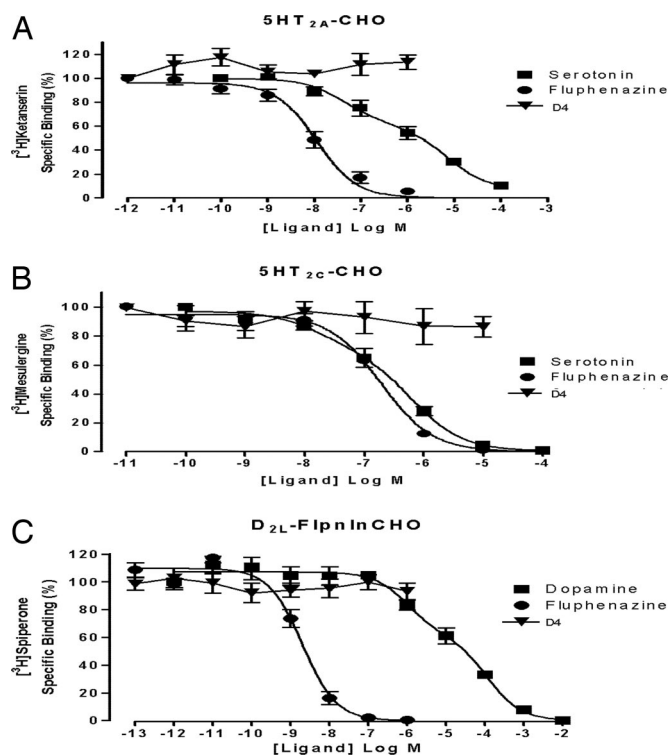 A
5HT2A-CHO
[3H]Ketanserin
Specific Binding (%)
120
100
80
60
40
20
0
Serotonin
Fluphenazine
D4
-12 -11 -10 -9 -8 -7 -6 -5 -4 -3
[Ligand] Log M
B
5HT2C-CHO
[3H]Mesulergine
Specific Binding (%)
100
80
60
40
20
0
Serotonin
Fluphenazine
D4
-11 -10 -9 -8 -7 -6 -5 -4
[Ligand] Log M
C
D2L-FlpnInCHO
[3H]Spiperone
Specific Binding (%)
120
100
80
60
40
20
0
Dopamine
Fluphenazine
D4
-13 -12 -11 -10 -9 -8 -7 -6 -5 -4 -3 -2
[Ligand] Log M